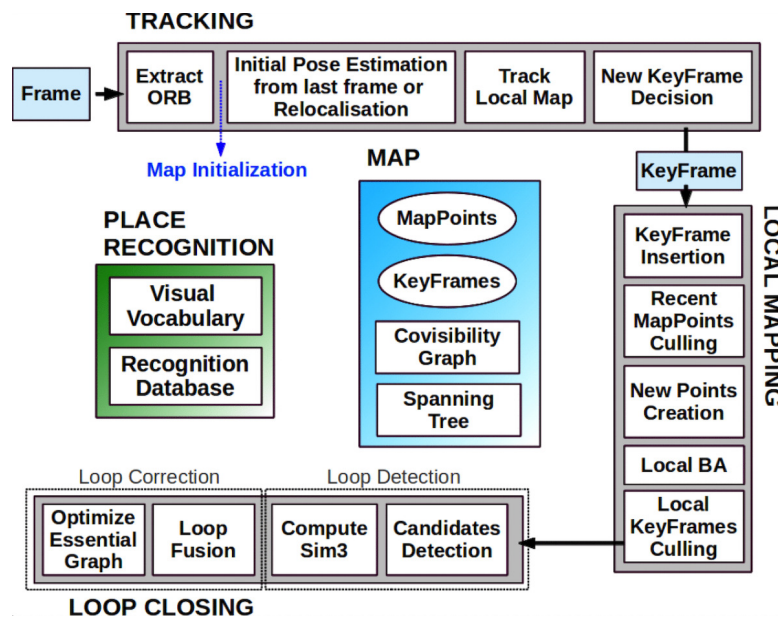 TRACKING
Frame
Extract
ORB
Initial Pose Estimation
from last frame or
Relocalisation
Track
Local Map
New KeyFrame
Decision
Map Initialization
MAP
KeyFrame
PLACE
RECOGNITION
Visual
Vocabulary
Recognition
Database
MapPoints
KeyFrames
Covisibility
Graph
Spanning
Tree
LOCAL MAPPING
KeyFrame
Insertion
Recent
MapPoints
Culling
New Points
Creation
Local BA
Local
KeyFrames
Culling
Loop Correction
Loop Detection
Optimize
Essential
Graph
Loop
Fusion
Compute
Sim3
Candidates
Detection
LOOP CLOSING